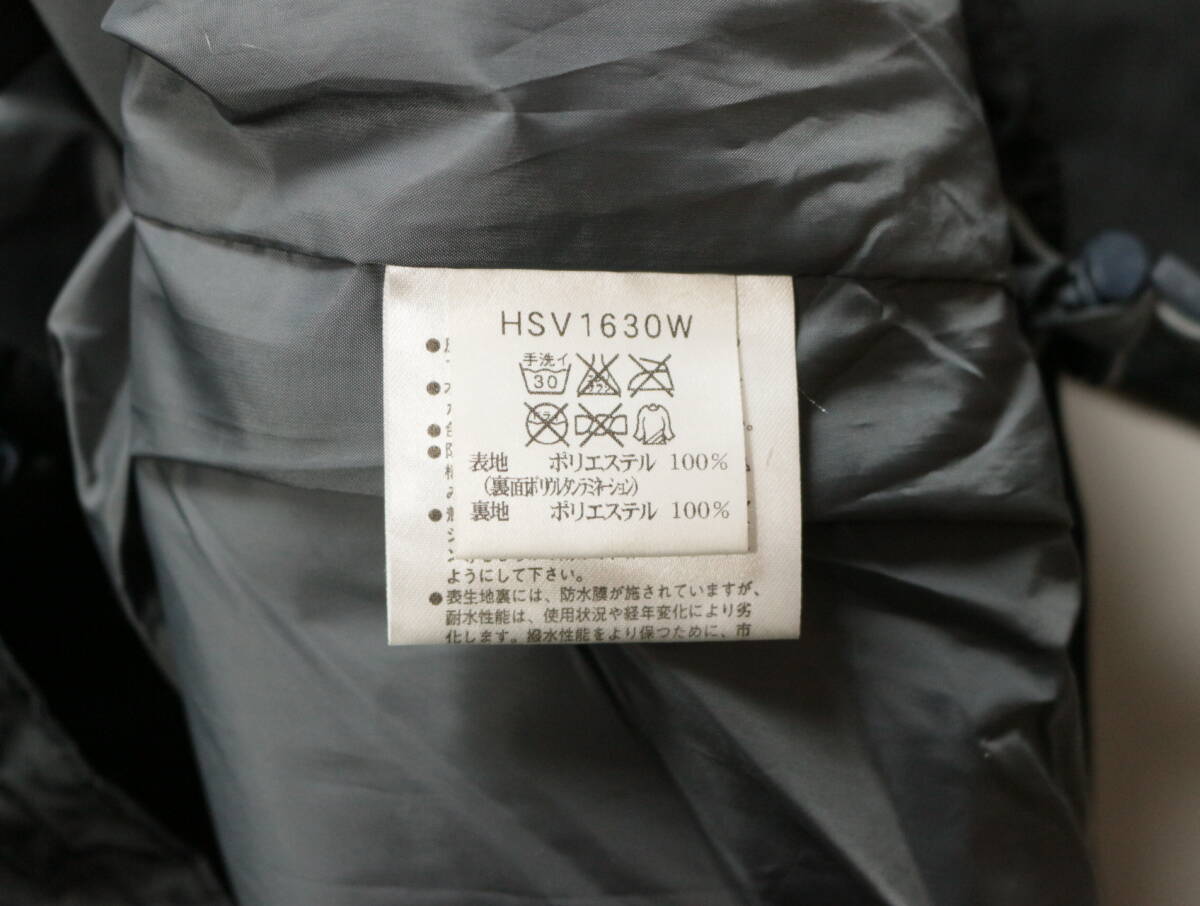 HSV1630W
手洗イ
30
表地 ポリエステル 100%
(裏面ポリウルタンラミネーション)
裏地 ポリエステル 100%
ようにして下さい。
●表生地裏には、防水膜が施されていますが、
耐水性能は、使用状況や経年変化により劣
化します。撥水性能をより保つために、市